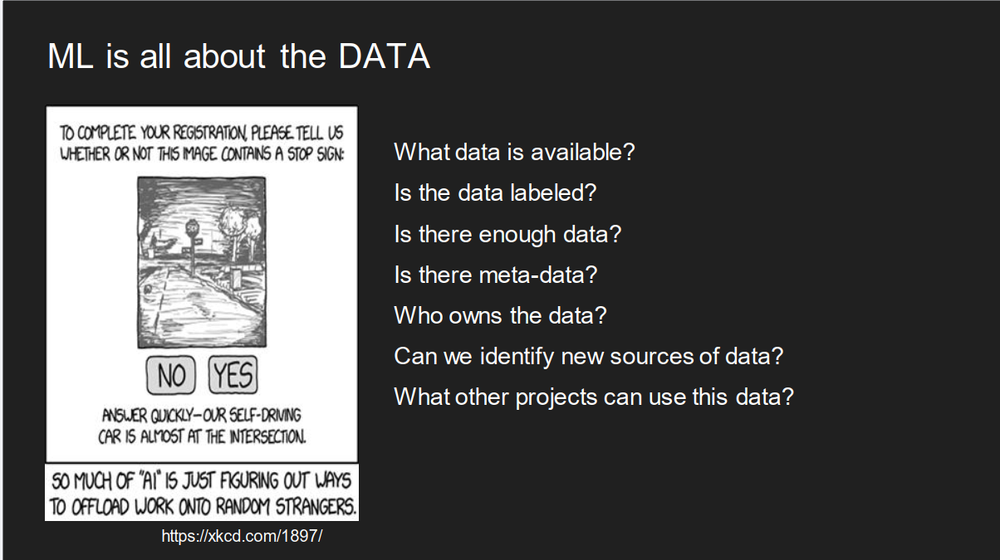 ML is all about the DATA
TO COMPLETE YOUR REGISTRATION, PLEASE TELL US
WHETHER OR NOT THIS IMAGE CONTAINS A STOP SIGN:
NO YES
ANSWER QUICKLY—OUR SELF-DRIVING
CAR IS ALMOST AT THE INTERSECTION.
SO MUCH OF "AI" IS JUST FIGURING OUT WAYS
TO OFFLOAD WORK ONTO RANDOM STRANGERS.
https://xkcd.com/1897/
What data is available?
Is the data labeled?
Is there enough data?
Is there meta-data?
Who owns the data?
Can we identify new sources of data?
What other projects can use this data?